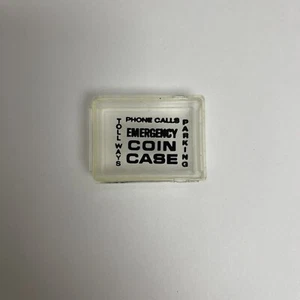 PHONE CALLS
TOLL WAYS
EMERGENCY
COIN
CASE
PARKING